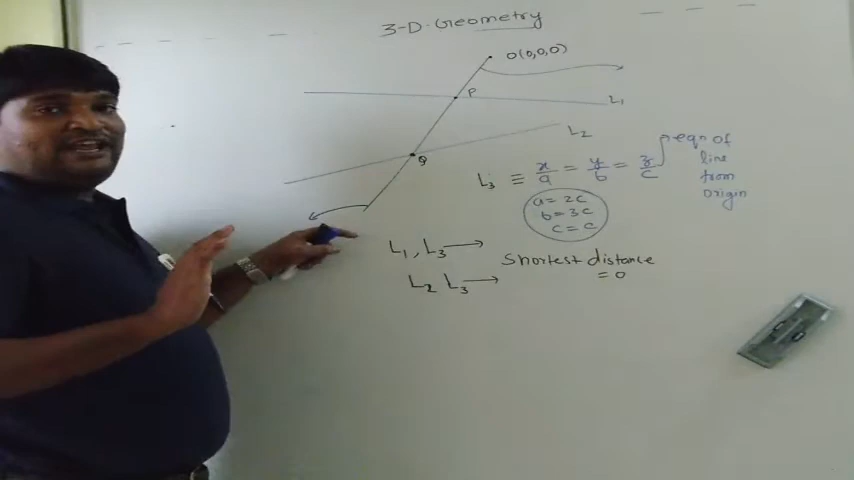 3-D-Geometry
O(0,0,0)
P
L1
L2
Q
L3 ≡ x/a = y/b = z/c
eqn of
line
from
origin
a = 2c
b = 3c
c = c
L1, L3 →
L2 L3 →
Shortest distance
= 0